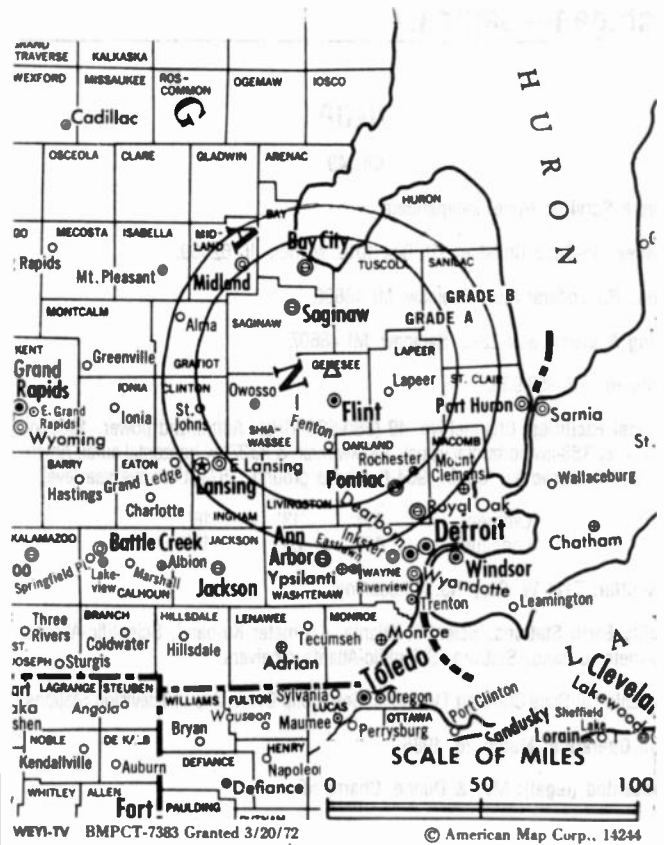 GRAND
TRAVERSE KALKASKA
WEXFORD MISSAUKEE ROS- OGEMAW IOSCO
COMMON
Cadillac
G
HURON
OSCEOLA CLARE GLADWIN ARENAC
HURON
BAY
MECOSTA ISABELLA MID-
LAND
A
Bay City
TUSCOLA SANILAC
Rapids
Mt. Pleasant
Midland
GRADE B
MONTCALM
Saginaw
GRADE A
Alma SAGINAW
LAPEER
KENT
Greenville GRATIOT GENESEE
Grand
Rapids
IONIA CLINTON
N
Lapeer ST. CLAIR
Owosso
E. Grand
Rapids
Ionia St.
Johns
Flint
Port Huron
Sarnia
Wyoming
SHIA-
WASSEE
Fenton
OAKLAND MACOMB
St.
BARRY EATON
E. Lansing
Rochester Mount
Clemens
Grand Ledge
Hastings
Lansing
Pontiac
Wallaceburg
Charlotte
LIVINGSTON
INGHAM
Royal Oak
Dearborn
KALAMAZOO
Battle Creek
JACKSON
Ann
Arbor
Inkster
Detroit
Chatham
Albion
Eastown
Springfield Pl.
Lake-
view
Marshall
Jackson
Ypsilanti
WAYNE
Windsor
CALHOUN
WASHTENAW
Riverview
Wyandotte
Trenton
Leamington
Three
Rivers
BRANCH HILLSDALE LENAWEE MONROE
Coldwater Hillsdale
Tecumseh
Monroe
ST.
JOSEPH Sturgis
Adrian
Toledo
LAGRANGE STEUBEN WILLIAMS FULTON Sylvania LUCAS Oregon
Clevelan
Angola
Wauseon
OTTAWA
Port Clinton
Lakewood
Bryan
Maumee
Perrysburg
Sandusky
Sheffield
Lake
Lorain
NOBLE DE KALB
HENRY
SCALE OF MILES
Kendallville
Auburn
DEFIANCE
Napoleo
WHITLEY ALLEN
Defiance
0 50 100
Fort PAULDING
WEYI-TV BMPCT-7383 Granted 3/20/72 © American Map Corp., 14244